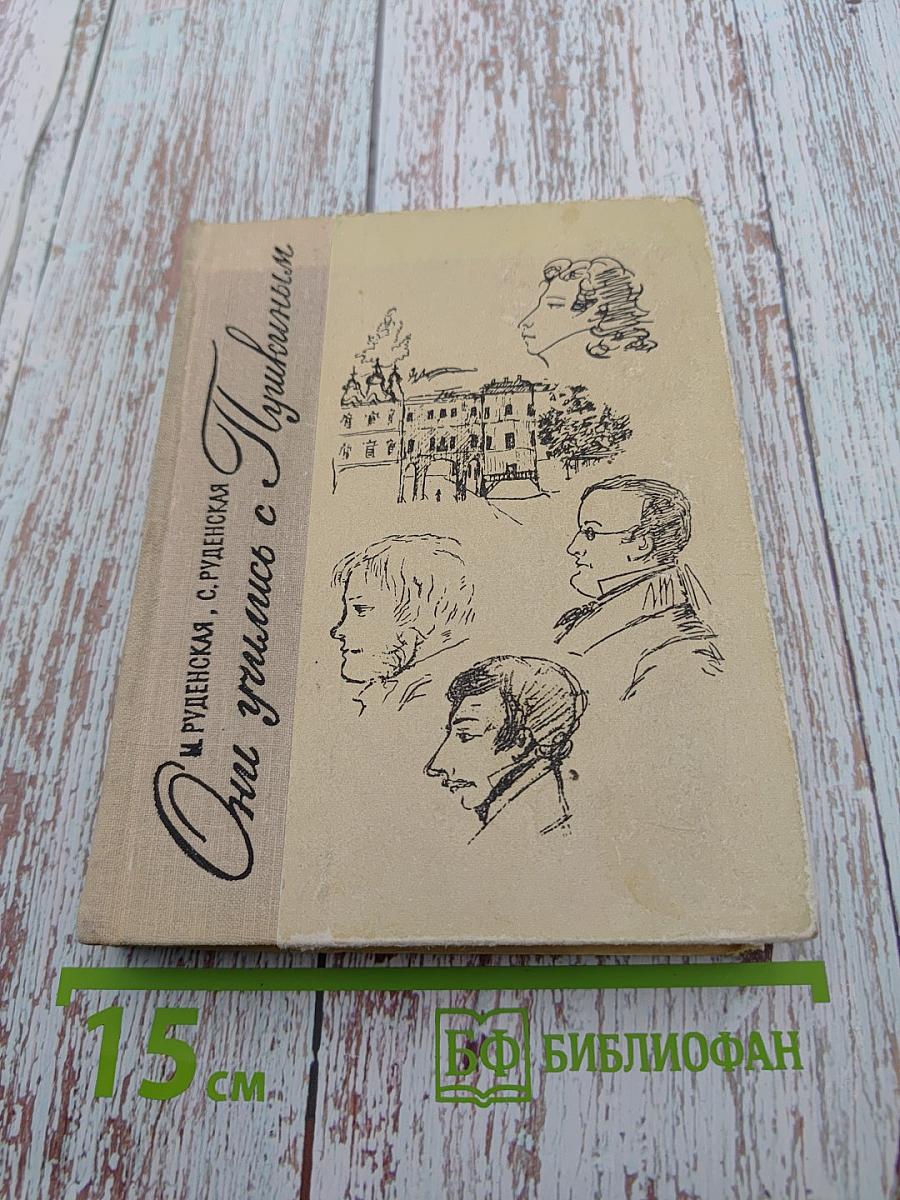 М. РУДЕНСКАЯ, С. РУДЕНСКАЯ
Они учились с Пушкиным
15 см
БФ БИБЛИОФАН